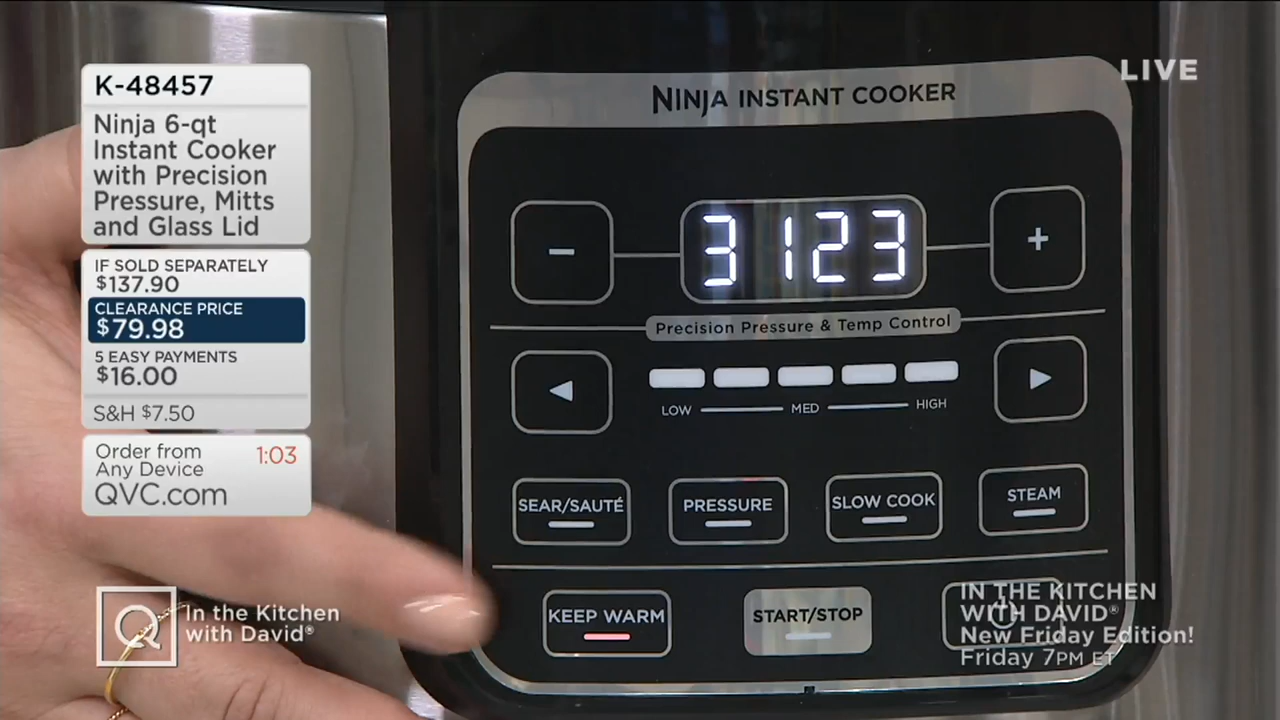 K-48457
Ninja 6-qt
Instant Cooker
with Precision
Pressure, Mitts
and Glass Lid
IF SOLD SEPARATELY
$137.90
CLEARANCE PRICE
$79.98
5 EASY PAYMENTS
$16.00
S&H $7.50
Order from
Any Device
1:03
QVC.com
LIVE
NINJA INSTANT COOKER
−
3123
+
Precision Pressure & Temp Control
LOW
MED
HIGH
SEAR/SAUTÉ
PRESSURE
SLOW COOK
STEAM
KEEP WARM
START/STOP
Q
In the Kitchen
with David®
IN THE KITCHEN
WITH DAVID®
New Friday Edition!
Friday 7PM ET